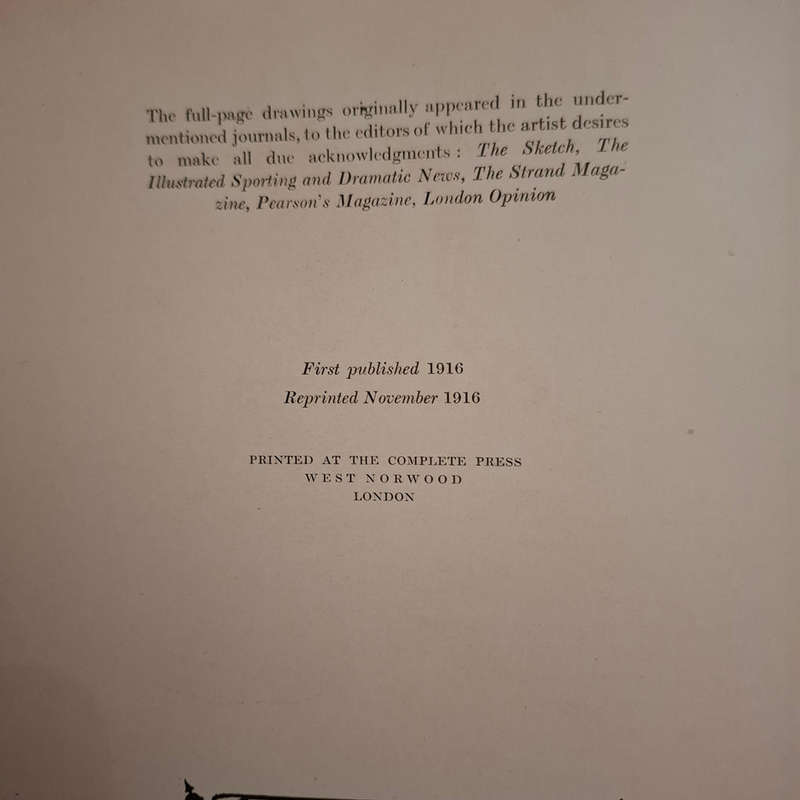 The full-page drawings originally appeared in the under-
mentioned journals, to the editors of which the artist desires
to make all due acknowledgments : The Sketch, The
Illustrated Sporting and Dramatic News, The Strand Maga-
zine, Pearson's Magazine, London Opinion
First published 1916
Reprinted November 1916
PRINTED AT THE COMPLETE PRESS
WEST NORWOOD
LONDON